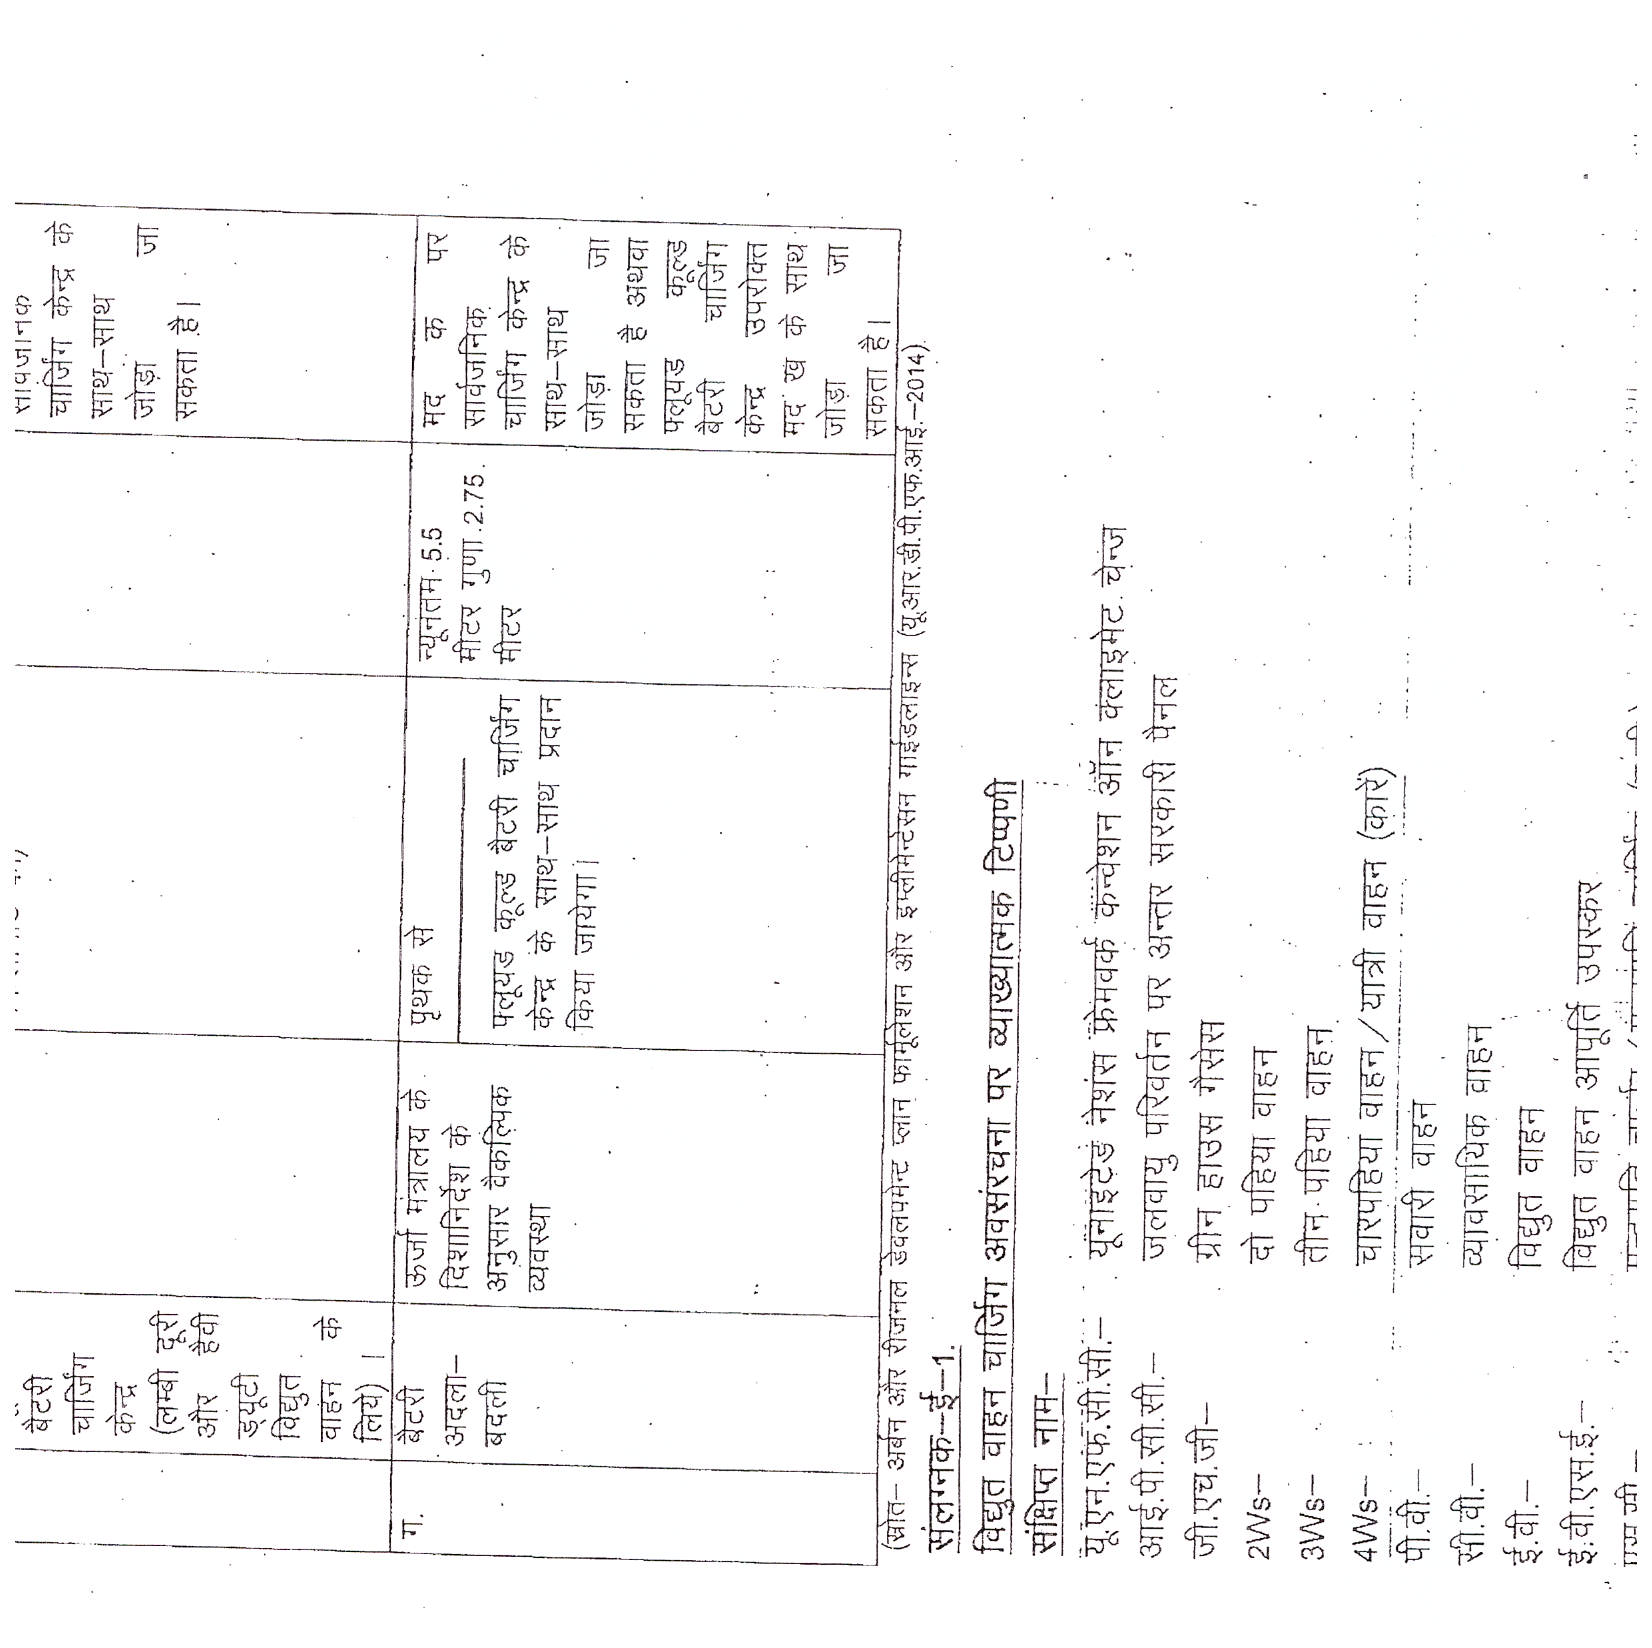 बैटरी
चार्जिंग
केन्द्र
(लम्बी दूरी
और हैवी
ड्यूटी
विद्युत
वाहन के
लिये)।
चार्जिंग केन्द्र के
साथ–साथ
जोड़ा जा
सकता है।
ग.
बैटरी
अदला–
बदली
ऊर्जा मंत्रालय के
दिशानिर्देश के
अनुसार वैकल्पिक
व्यवस्था
पृथक से
फ्लूयड कूल्ड बैटरी चार्जिंग
केन्द्र के साथ–साथ प्रदान
किया जायेगा।
न्यूनतम 5.5
मीटर गुणा 2.75
मीटर
मद क पर
सार्वजनिक
चार्जिंग केन्द्र के
साथ–साथ
जोड़ा जा
सकता है अथवा
फ्लूयड कूल्ड
बैटरी चार्जिंग
केन्द्र उपरोक्त
मद ख के साथ
जोड़ा जा
सकता है।
(स्रोत– अर्बन और रीजनल डेवलपमेन्ट प्लान फार्मूलेशन और इम्प्लीमेन्टेसन गाईडलाइन्स (यू.आर.डी.पी.एफ.आई.–2014)
संलग्नक–ई–1.
विद्युत वाहन चार्जिंग अवसंरचना पर व्याख्यात्मक टिप्पणी
संक्षिप्त नाम–
यू.एन.एफ.सी.सी.– यूनाइटेड नेशंस फ्रेमवर्क कन्वेशन ऑन क्लाइमेट चेन्ज
आई.पी.सी.सी.– जलवायु परिवर्तन पर अन्तर सरकारी पैनल
जी.एच.जी– ग्रीन हाउस गैसेस
2Ws– दो पहिया वाहन
3Ws– तीन पहिया वाहन
4Ws– चारपहिया वाहन/यात्री वाहन (कारें)
पी.वी.– सवारी वाहन
सी.वी.– व्यावसायिक वाहन
ई.वी.– विद्युत वाहन
ई.वी.एस.ई.– विद्युत वाहन आपूर्ति उपस्कर